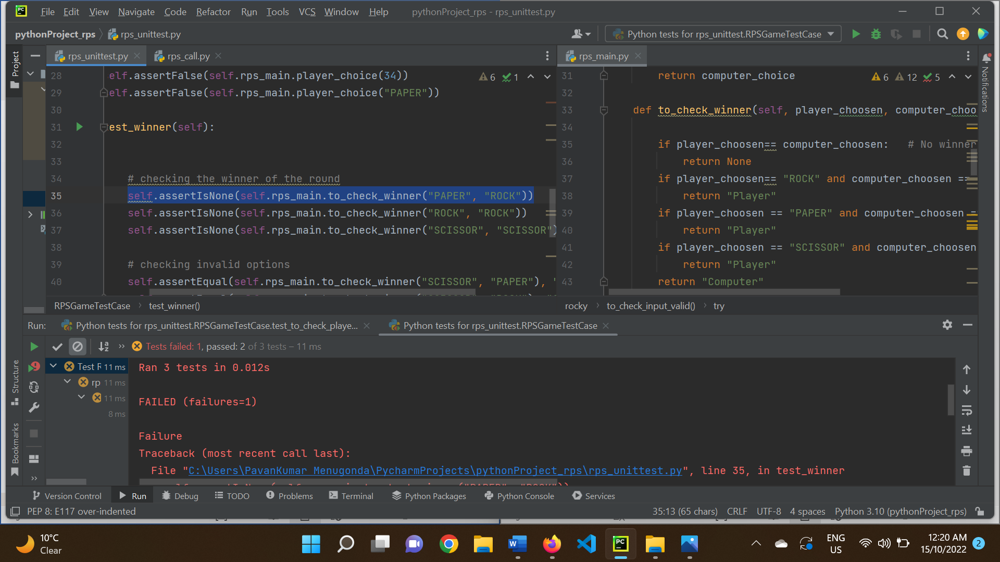 File Edit View Navigate Code Refactor Run Tools VCS Window Help pythonProject_rps - rps_unittest.py
pythonProject_rps rps_unittest.py Python tests for rps_unittest.RPSGameTestCase
Project
rps_unittest.py rps_call.py
28 elf.assertFalse(self.rps_main.player_choice(34))
29 elf.assertFalse(self.rps_main.player_choice("PAPER"))
30
31 est_winner(self):
32
33
34 # checking the winner of the round
35 self.assertIsNone(self.rps_main.to_check_winner("PAPER", "ROCK"))
36 self.assertIsNone(self.rps_main.to_check_winner("ROCK", "ROCK"))
37 self.assertIsNone(self.rps_main.to_check_winner("SCISSOR", "SCISSOR")
38
39 # checking invalid options
40 self.assertEqual(self.rps_main.to_check_winner("SCISSOR", "PAPER"), "
6 1
RPSGameTestCase test_winner()
rps_main.py
31 return computer_choice
32
33 def to_check_winner(self, player_choosen, computer_choo
34
35 if player_choosen== computer_choosen: # No winner
36 return None
37 if player_choosen== "ROCK" and computer_choosen ==
38 return "Player"
39 if player_choosen == "PAPER" and computer_choosen =
40 return "Player"
41 if player_choosen == "SCISSOR" and computer_choosen
42 return "Player"
43 return "Computer"
6 12 5
rocky to_check_input_valid() try
Notifications
Run: Python tests for rps_unittest.RPSGameTestCase.test_to_check_playe... Python tests for rps_unittest.RPSGameTestCase
Tests failed: 1, passed: 2 of 3 tests – 11 ms
Test R 11 ms
rp 11 ms
11 ms
8 ms
Ran 3 tests in 0.012s
FAILED (failures=1)
Failure
Traceback (most recent call last):
File "C:\Users\PavanKumar Menugonda\PycharmProjects\pythonProject_rps\rps_unittest.py", line 35, in test_winner
Structure
Bookmarks
Version Control Run Debug TODO Problems Terminal Python Packages Python Console Services
PEP 8: E117 over-indented 35:13 (65 chars) CRLF UTF-8 4 spaces Python 3.10 (pythonProject_rps)
10°C
Clear
ENG
US
12:20 AM
15/10/2022
2